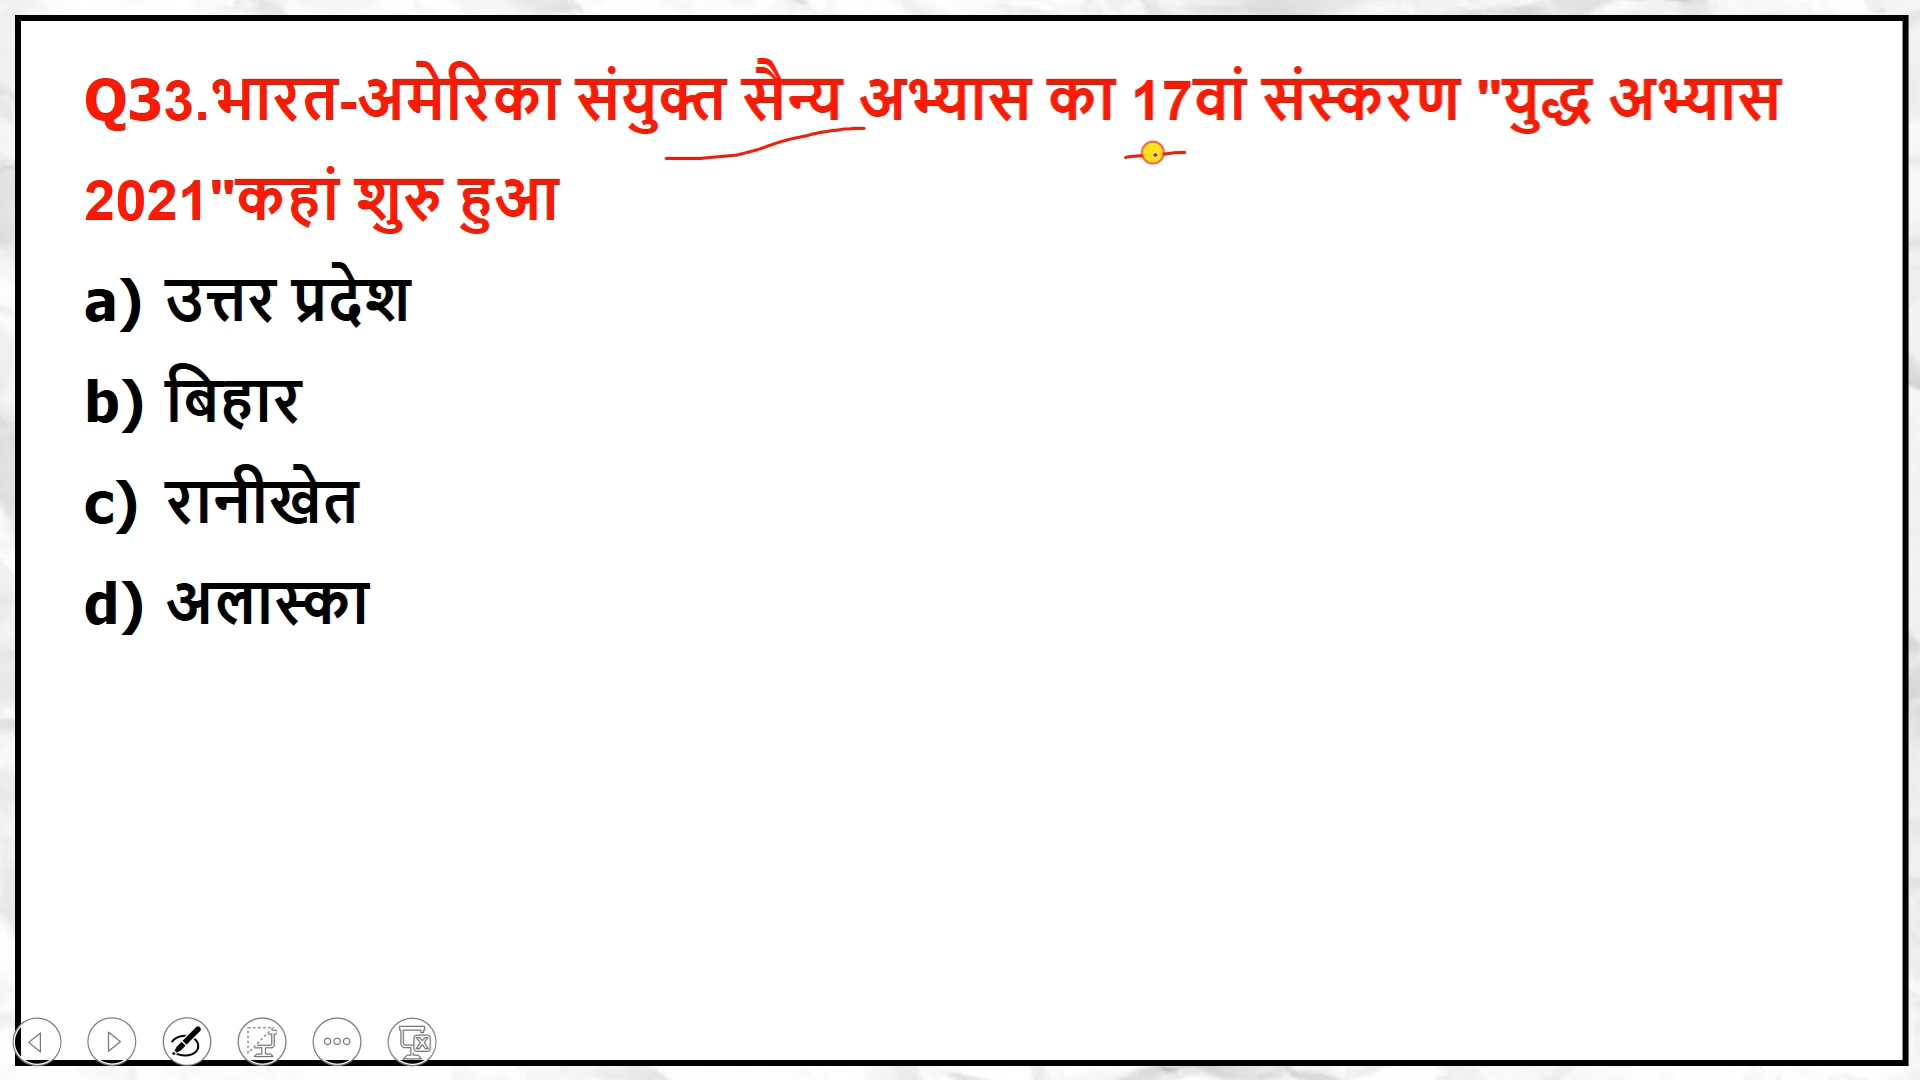 Q33.भारत-अमेरिका संयुक्त सैन्य अभ्यास का 17वां संस्करण "युद्ध अभ्यास
2021"कहां शुरु हुआ
a) उत्तर प्रदेश
b) बिहार
c) रानीखेत
d) अलास्का